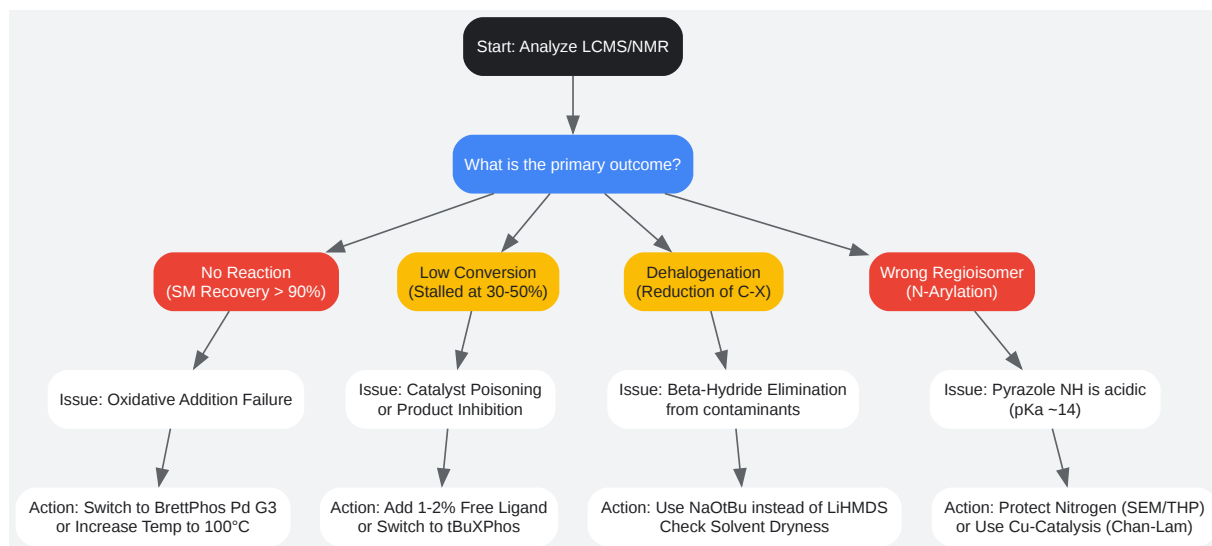 Start: Analyze LCMS/NMR
What is the primary outcome?
No Reaction
(SM Recovery > 90%)
Low Conversion
(Stalled at 30-50%)
Dehalogenation
(Reduction of C-X)
Wrong Regioisomer
(N-Arylation)
Issue: Oxidative Addition Failure
Issue: Catalyst Poisoning
or Product Inhibition
Issue: Beta-Hydride Elimination
from contaminants
Issue: Pyrazole NH is acidic
(pKa ~14)
Action: Switch to BrettPhos Pd G3
or Increase Temp to 100°C
Action: Add 1-2% Free Ligand
or Switch to tBuXPhos
Action: Use NaOtBu instead of LiHMDS
Check Solvent Dryness
Action: Protect Nitrogen (SEM/THP)
or Use Cu-Catalysis (Chan-Lam)